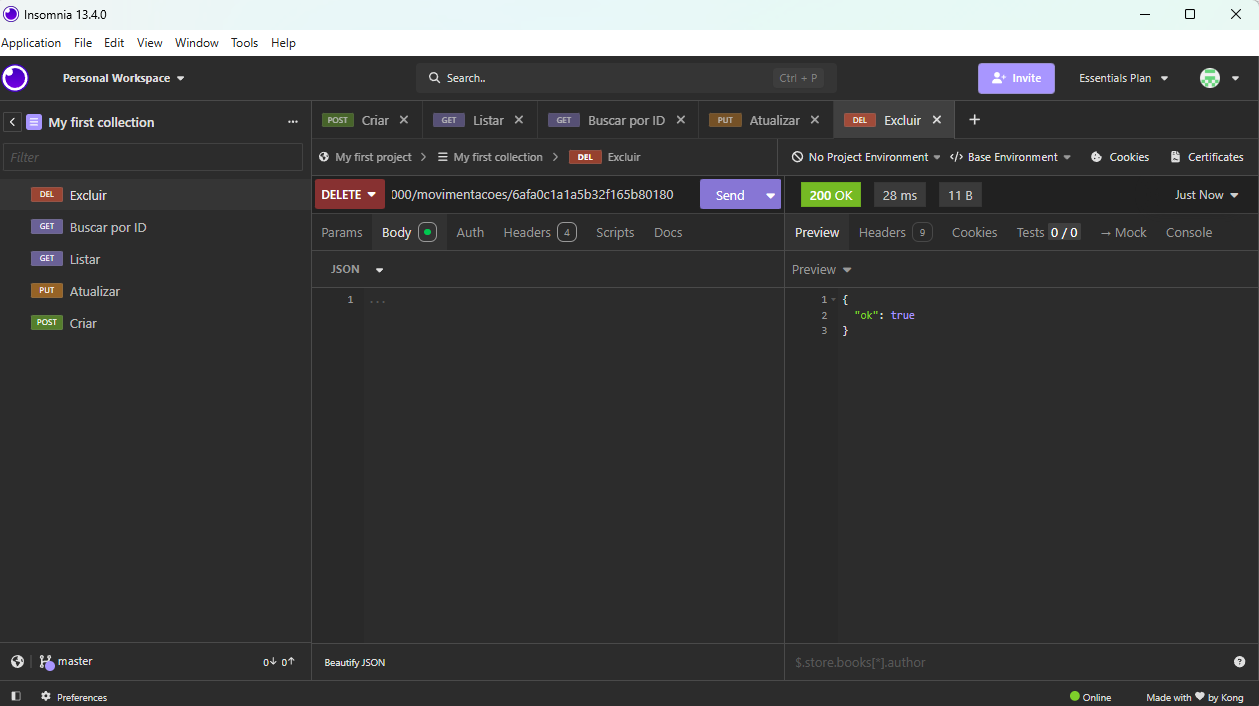 Insomnia 13.4.0
Application File Edit View Window Tools Help
Personal Workspace
Search..
Ctrl + P
Invite
Essentials Plan
My first collection
Filter
DEL Excluir
GET Buscar por ID
GET Listar
PUT Atualizar
POST Criar
master
0 0
POST Criar
GET Listar
GET Buscar por ID
PUT Atualizar
DEL Excluir
My first project > My first collection > DEL Excluir
No Project Environment
</> Base Environment
Cookies
Certificates
DELETE
000/movimentacoes/6afa0c1a1a5b32f165b80180
Send
Params Body Auth Headers 4 Scripts Docs
JSON
1 ...
Beautify JSON
200 OK
28 ms
11 B
Just Now
Preview Headers 9 Cookies Tests 0 / 0 → Mock Console
Preview
1 {
2 "ok": true
3 }
$.store.books[*].author
Preferences
Online
Made with ♥ by Kong